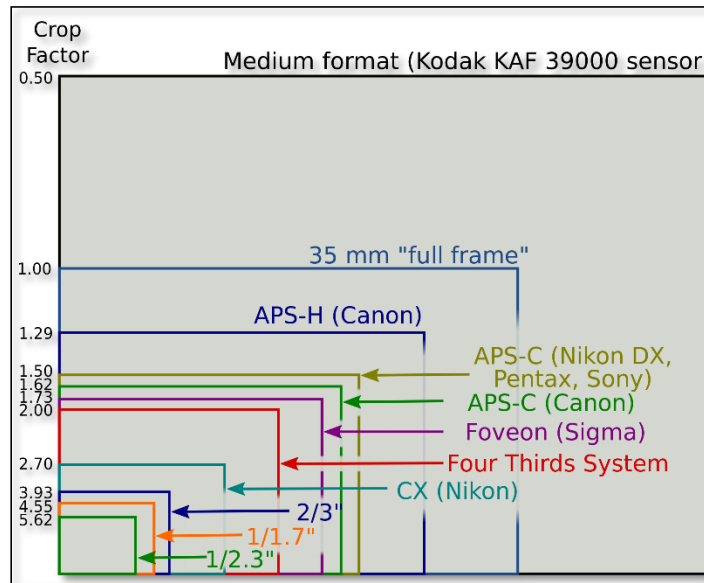 Crop
Factor
Medium format (Kodak KAF 39000 sensor
0.50
35 mm "full frame"
1.00
APS-H (Canon)
1.29
APS-C (Nikon DX,
Pentax, Sony)
1.50
1.62
APS-C (Canon)
1.73
2.00
Foveon (Sigma)
Four Thirds System
2.70
CX (Nikon)
3.93
2/3"
4.55
1/1.7"
5.62
1/2.3"